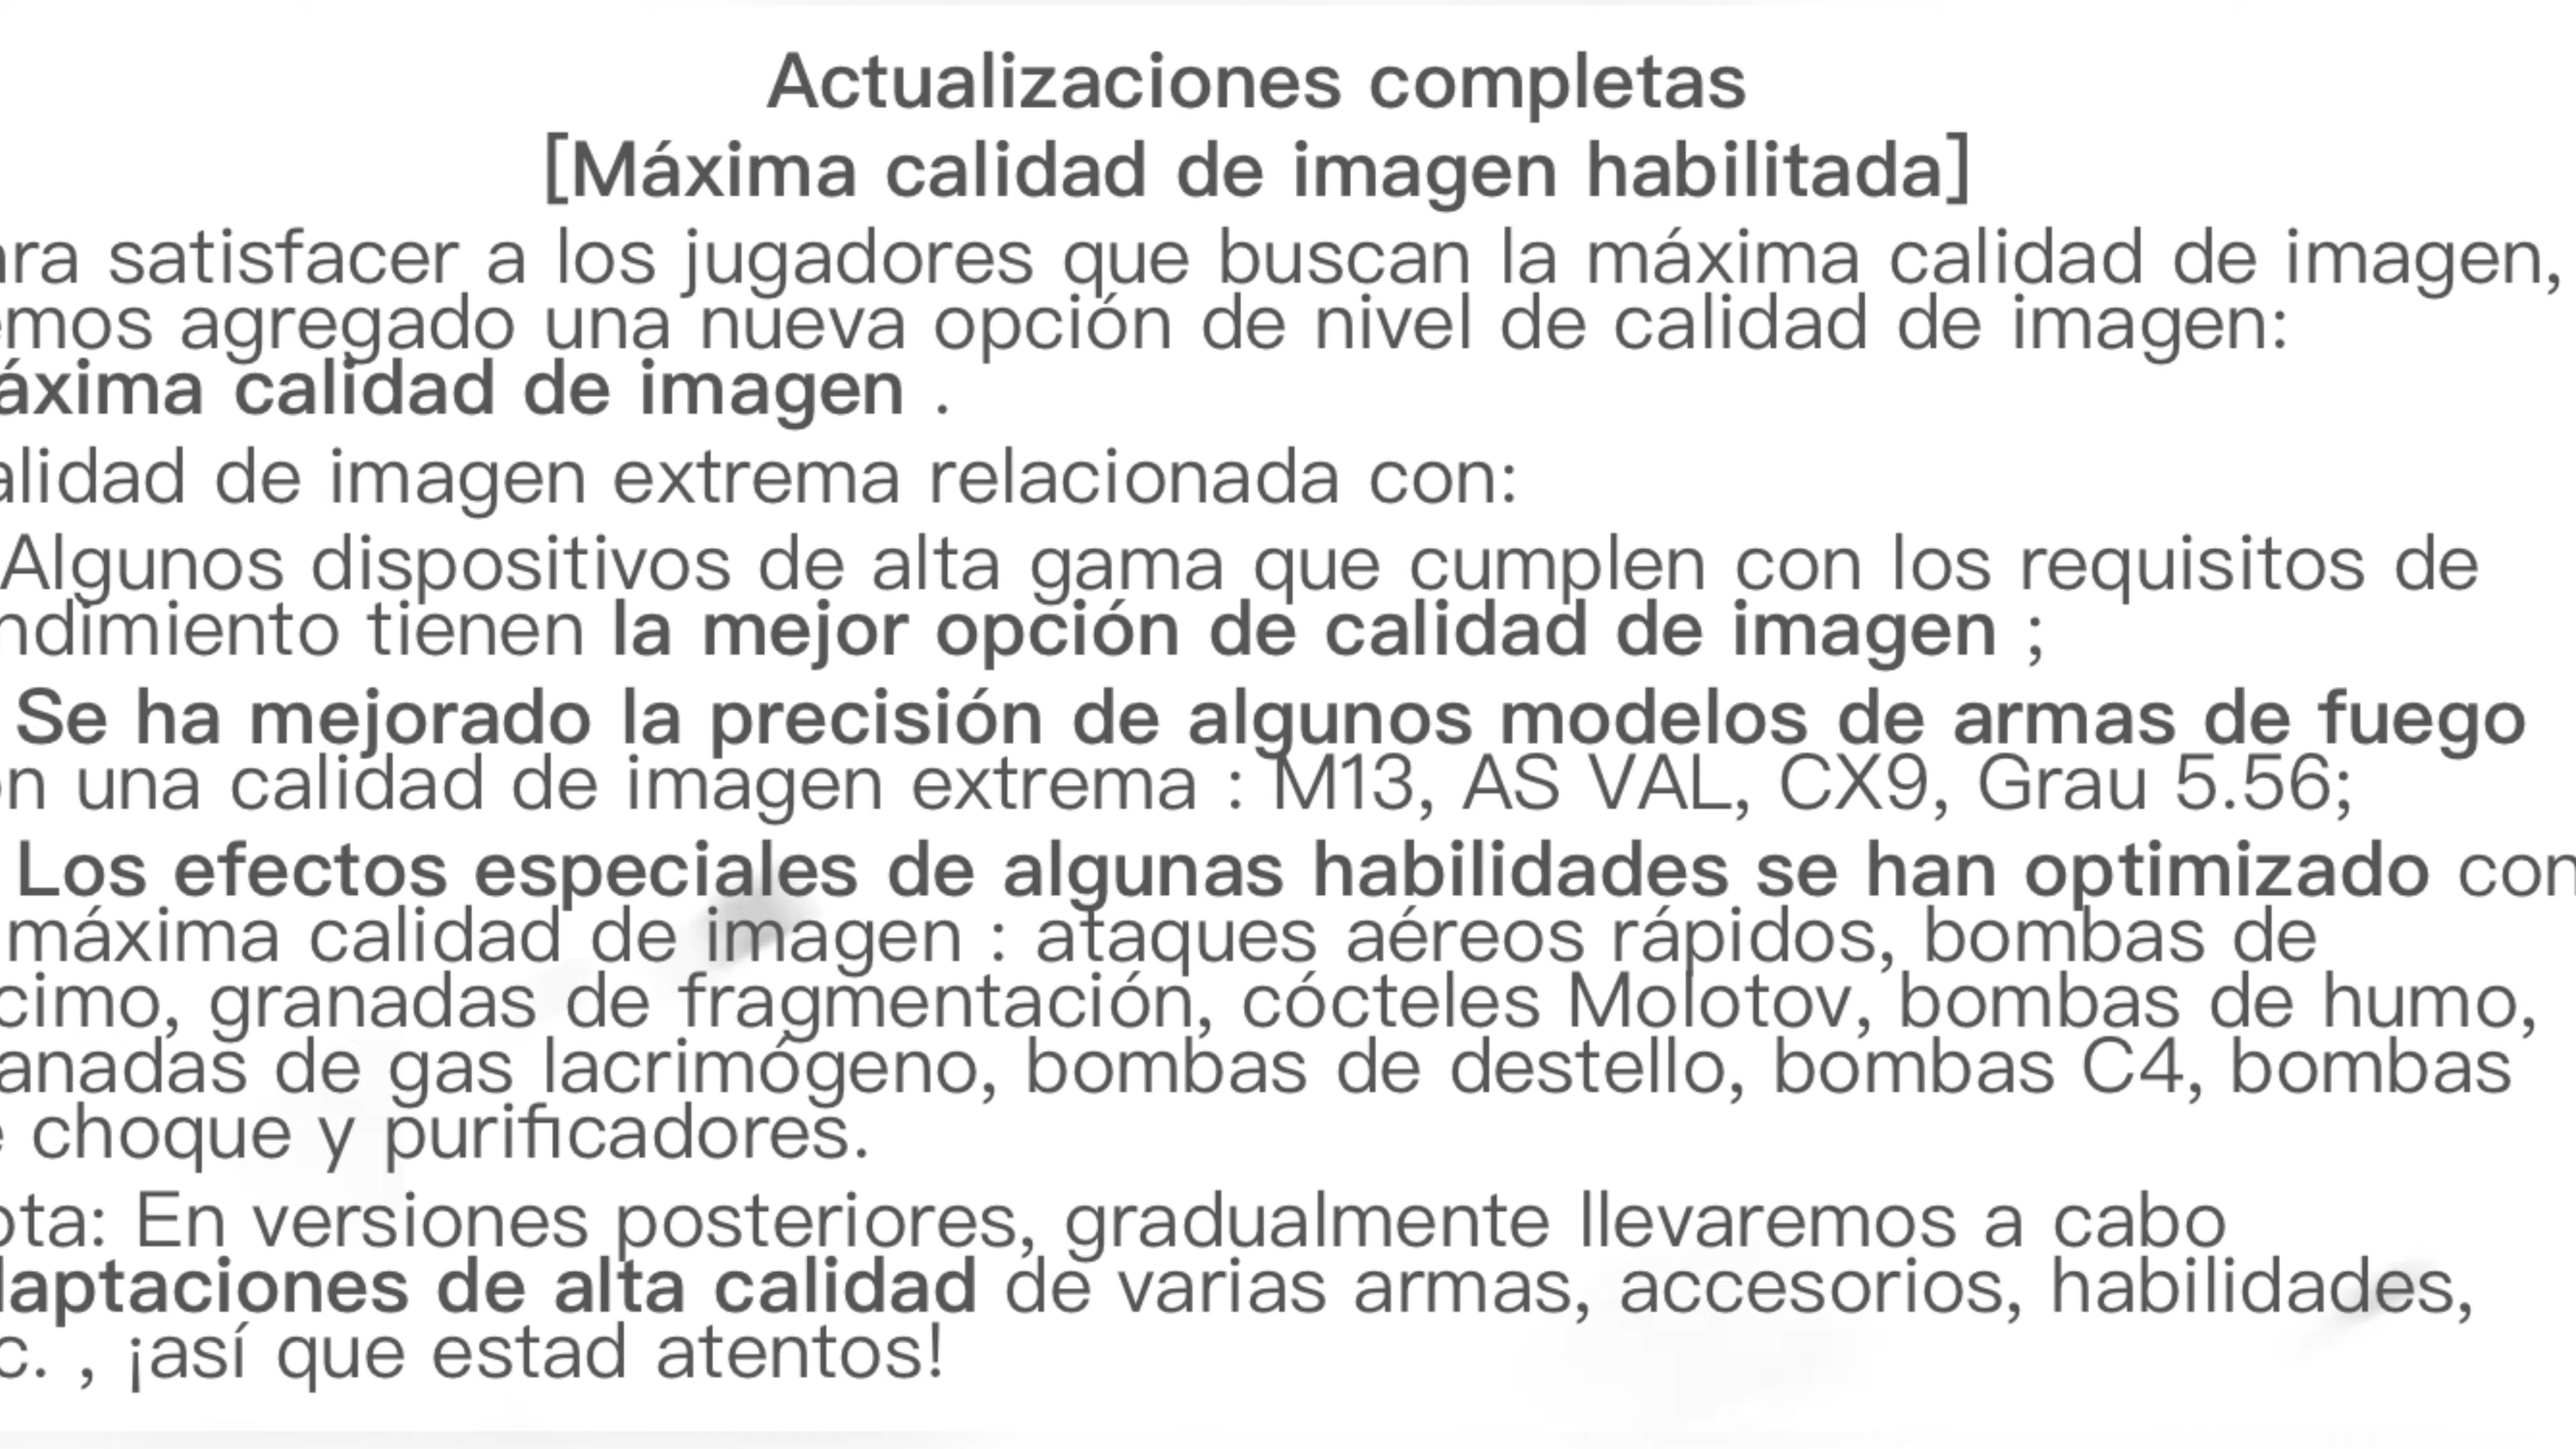 Actualizaciones completas
[Máxima calidad de imagen habilitada]
ara satisfacer a los jugadores que buscan la máxima calidad de imagen,
emos agregado una nueva opción de nivel de calidad de imagen:
áxima calidad de imagen .
alidad de imagen extrema relacionada con:
Algunos dispositivos de alta gama que cumplen con los requisitos de
ndimiento tienen la mejor opción de calidad de imagen ;
Se ha mejorado la precisión de algunos modelos de armas de fuego
on una calidad de imagen extrema : M13, AS VAL, CX9, Grau 5.56;
Los efectos especiales de algunas habilidades se han optimizado con
máxima calidad de imagen : ataques aéreos rápidos, bombas de
cimo, granadas de fragmentación, cócteles Molotov, bombas de humo,
anadas de gas lacrimógeno, bombas de destello, bombas C4, bombas
e choque y purificadores.
ota: En versiones posteriores, gradualmente llevaremos a cabo
daptaciones de alta calidad de varias armas, accesorios, habilidades,
c. , ¡así que estad atentos!